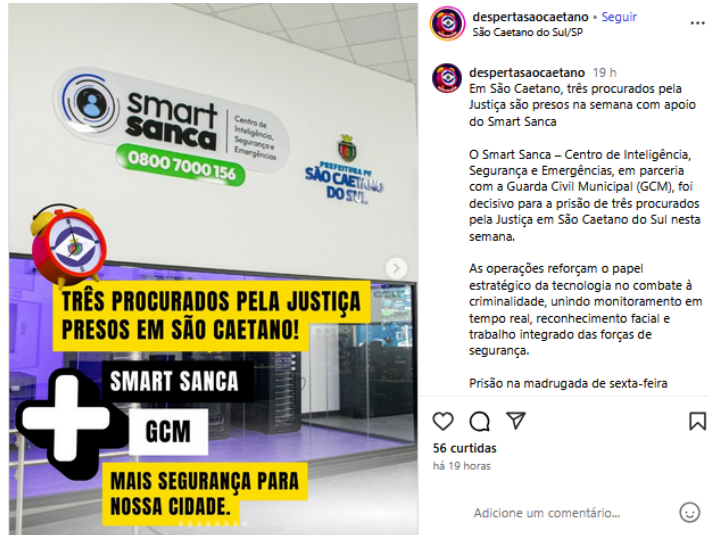 smart
sanca
Centro de
Inteligência,
Segurança e
Emergências
0800 7000 156
PREFEITURA DE
SÃO CAETANO
DO SUL
TRÊS PROCURADOS PELA JUSTIÇA
PRESOS EM SÃO CAETANO!
SMART SANCA
GCM
MAIS SEGURANÇA PARA
NOSSA CIDADE.
despertasaocaetano • Seguir
São Caetano do Sul/SP
despertasaocaetano 19 h
Em São Caetano, três procurados pela
Justiça são presos na semana com apoio
do Smart Sanca
O Smart Sanca – Centro de Inteligência,
Segurança e Emergências, em parceria
com a Guarda Civil Municipal (GCM), foi
decisivo para a prisão de três procurados
pela Justiça em São Caetano do Sul nesta
semana.
As operações reforçam o papel
estratégico da tecnologia no combate à
criminalidade, unindo monitoramento em
tempo real, reconhecimento facial e
trabalho integrado das forças de
segurança.
Prisão na madrugada de sexta-feira
56 curtidas
há 19 horas
Adicione um comentário...